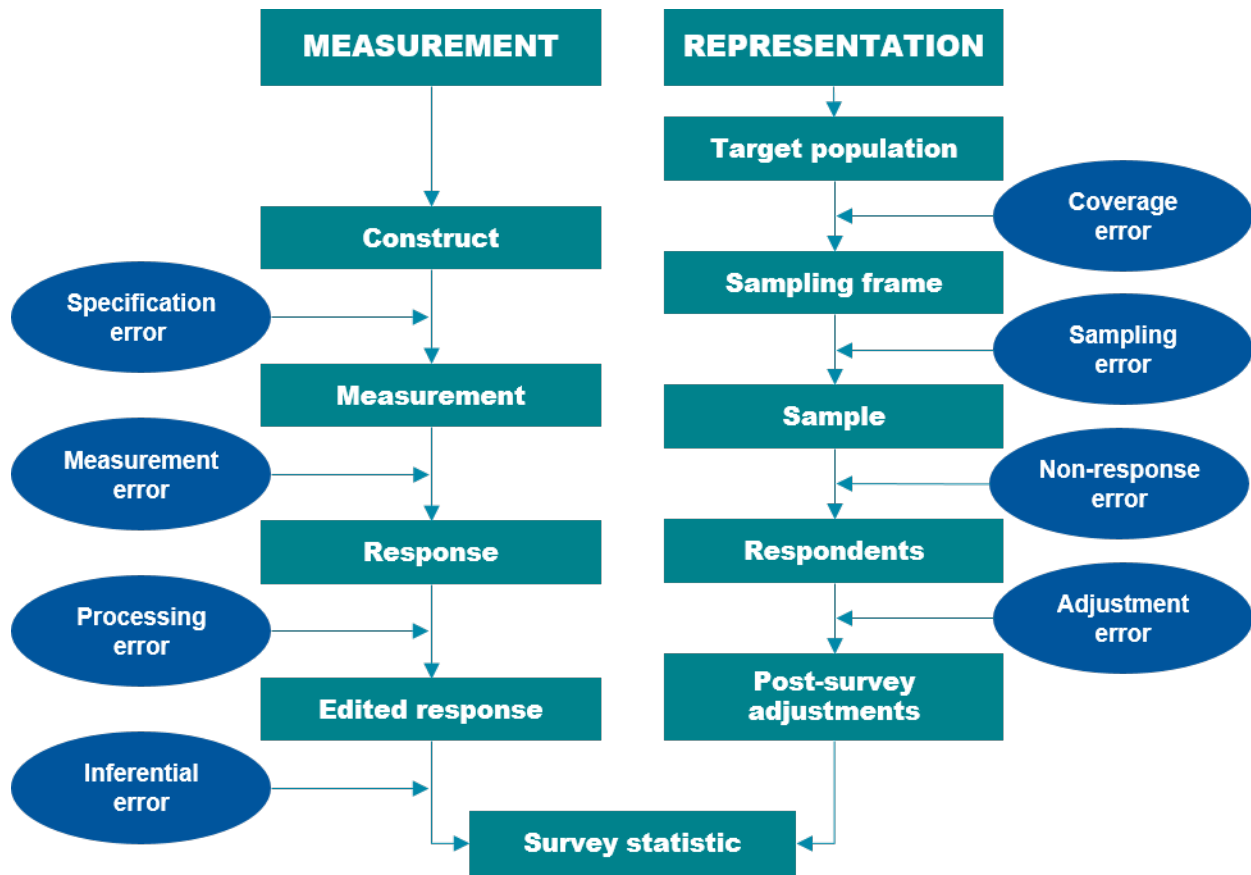 MEASUREMENT
REPRESENTATION
Target population
Coverage
error
Construct
Sampling frame
Specification
error
Sampling
error
Measurement
Sample
Measurement
error
Non-response
error
Response
Respondents
Processing
error
Adjustment
error
Edited response
Post-survey
adjustments
Inferential
error
Survey statistic